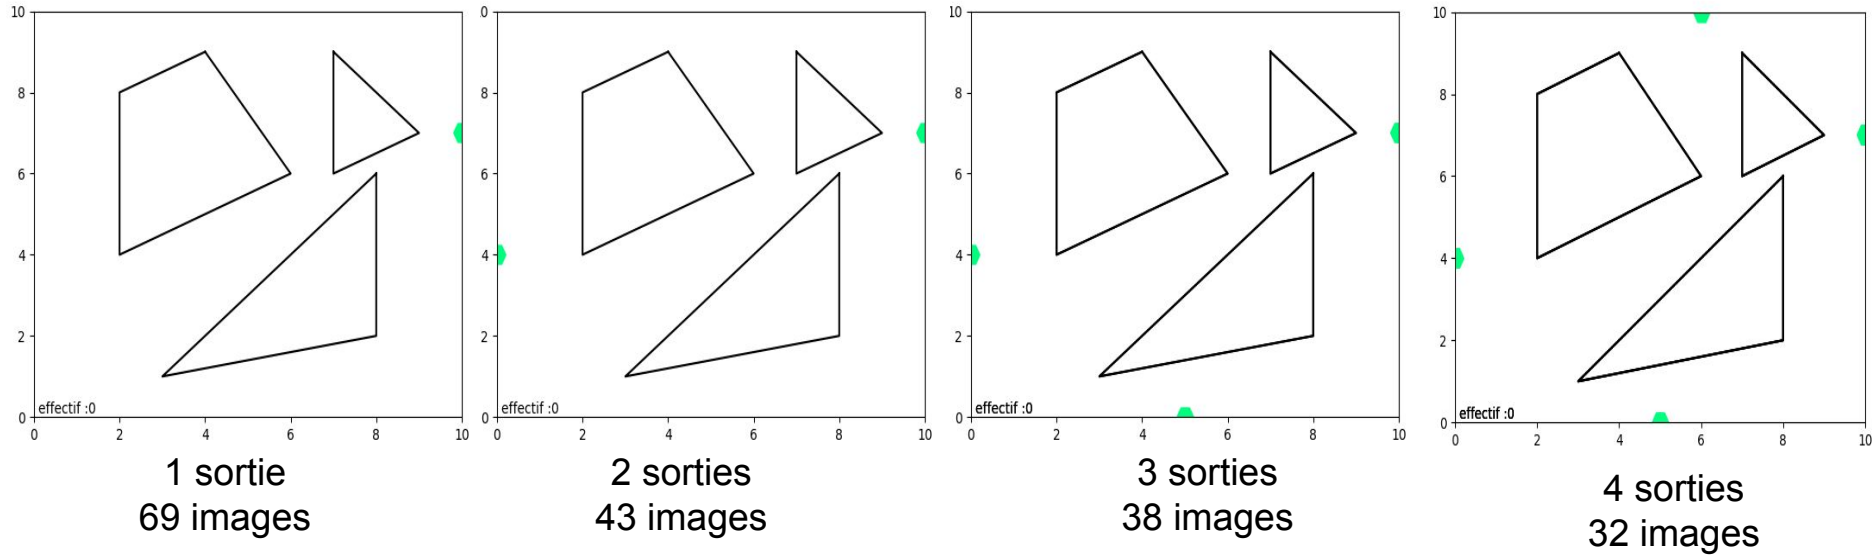 10
8
6
4
2
0
effectif :0
0 2 4 6 8 10
1 sortie
69 images
0
8
6
4
2
0
effectif :0
0 2 4 6 8 10
2 sorties
43 images
10
8
6
4
2
0
effectif :0
0 2 4 6 8 10
3 sorties
38 images
10
8
6
4
2
0
effectif :0
0 2 4 6 8 10
4 sorties
32 images